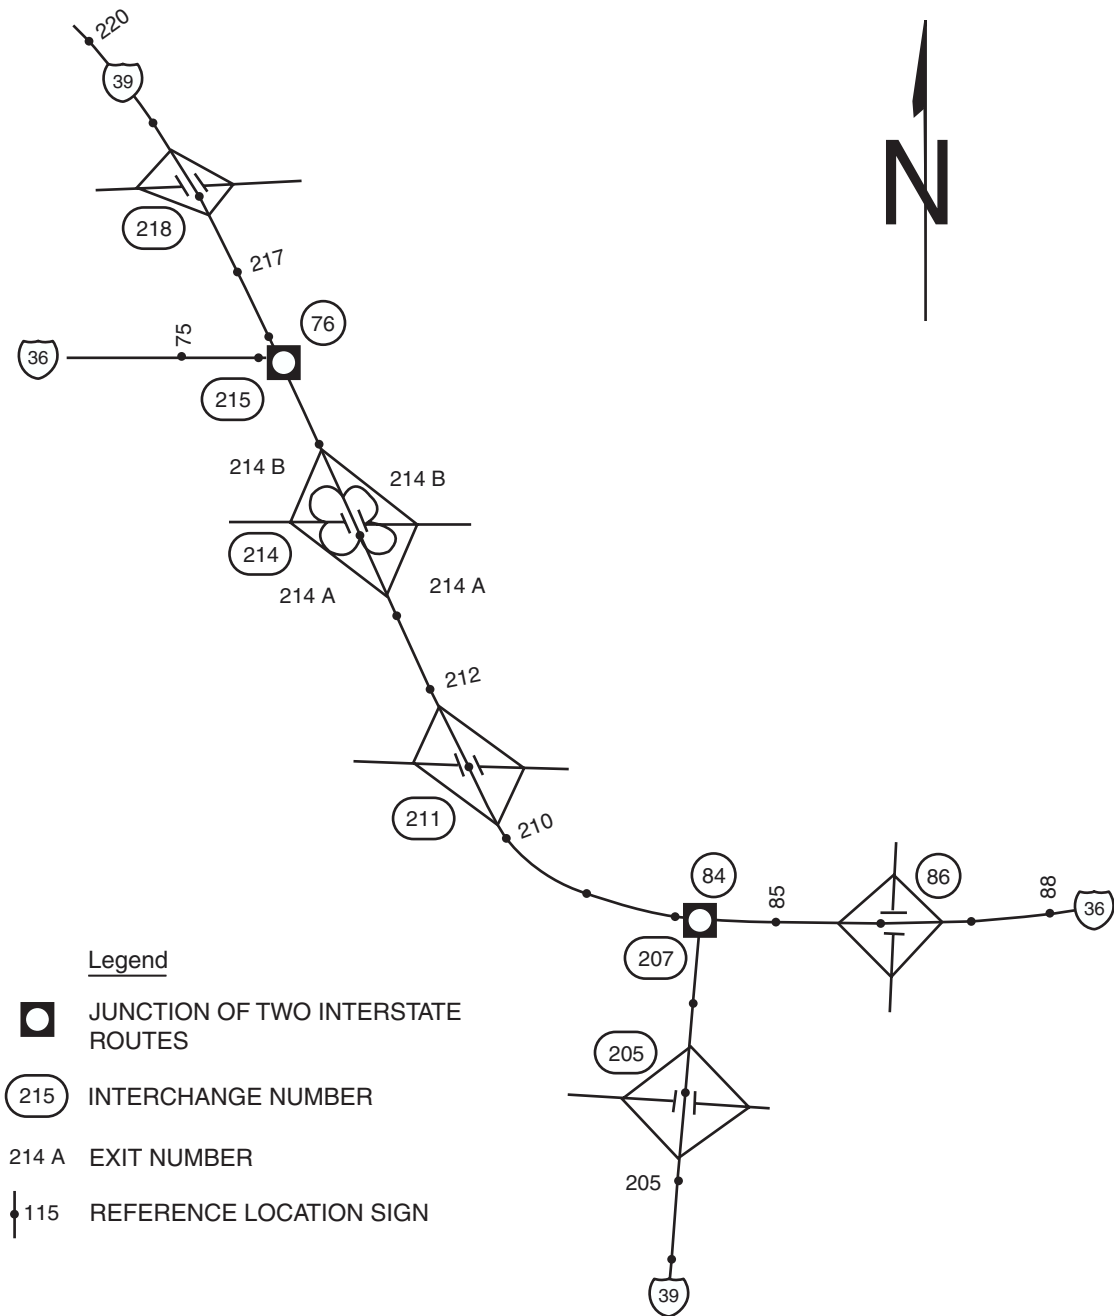 220
39
N
218
217
76
75
36
215
214 B
214 B
214
214 A
214 A
212
211
210
84
86
85
88
36
207
205
205
39
Legend
JUNCTION OF TWO INTERSTATE
ROUTES
215 INTERCHANGE NUMBER
214 A EXIT NUMBER
115 REFERENCE LOCATION SIGN